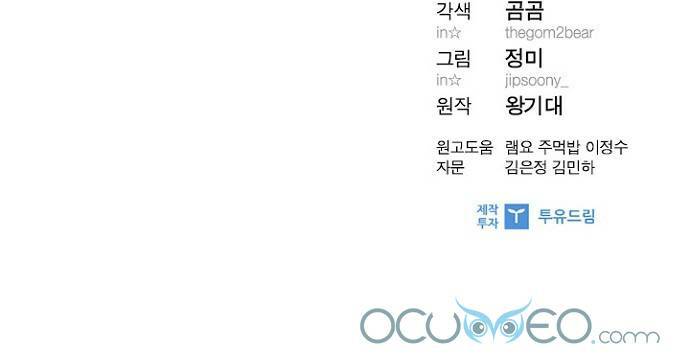 각색 곰곰
in☆ thegom2bear
그림 정미
in☆ jipsoony_
원작 왕기대
원고도움 램요 주먹밥 이정수
자문 김은정 김민하
제작
투자 투유드림
OCUMEO.com